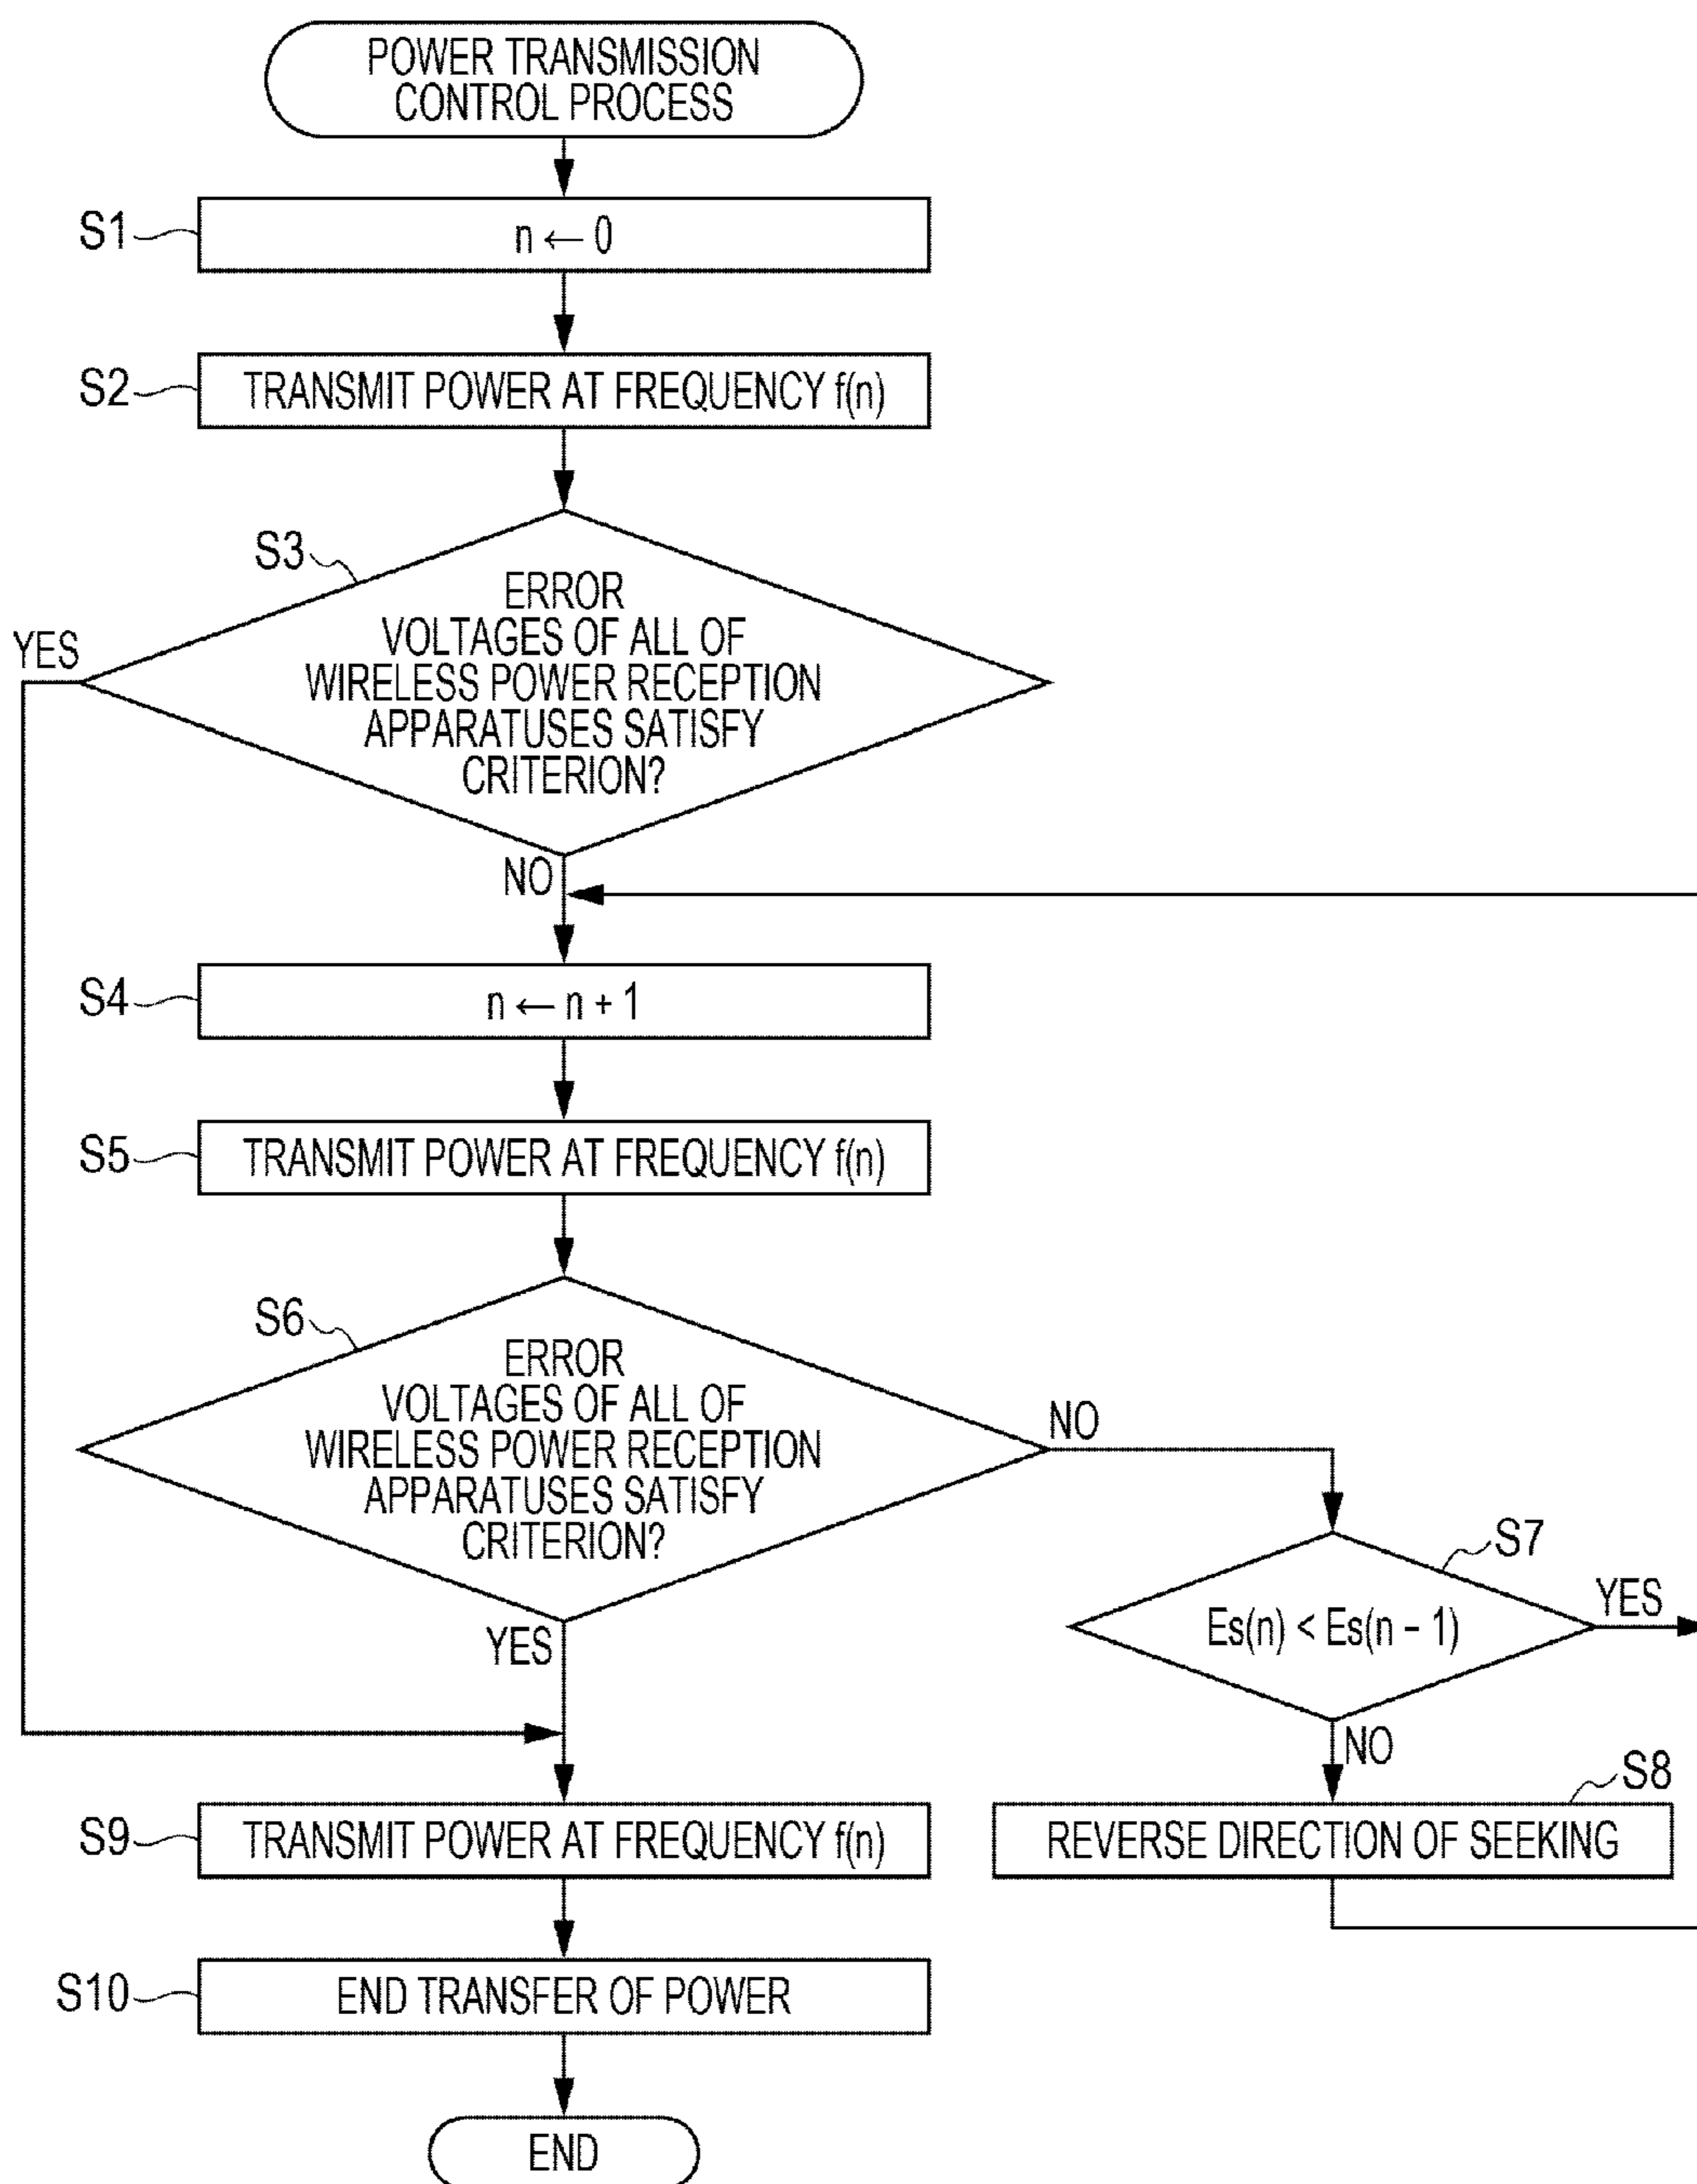 POWER TRANSMISSION
CONTROL PROCESS
S1
n ← 0
S2
TRANSMIT POWER AT FREQUENCY f(n)
S3
ERROR
VOLTAGES OF ALL OF
WIRELESS POWER RECEPTION
APPARATUSES SATISFY
CRITERION?
YES
NO
S4
n ← n + 1
S5
TRANSMIT POWER AT FREQUENCY f(n)
S6
ERROR
VOLTAGES OF ALL OF
WIRELESS POWER RECEPTION
APPARATUSES SATISFY
CRITERION?
NO
YES
S7
Es(n) < Es(n − 1)
YES
NO
S8
REVERSE DIRECTION OF SEEKING
S9
TRANSMIT POWER AT FREQUENCY f(n)
S10
END TRANSFER OF POWER
END